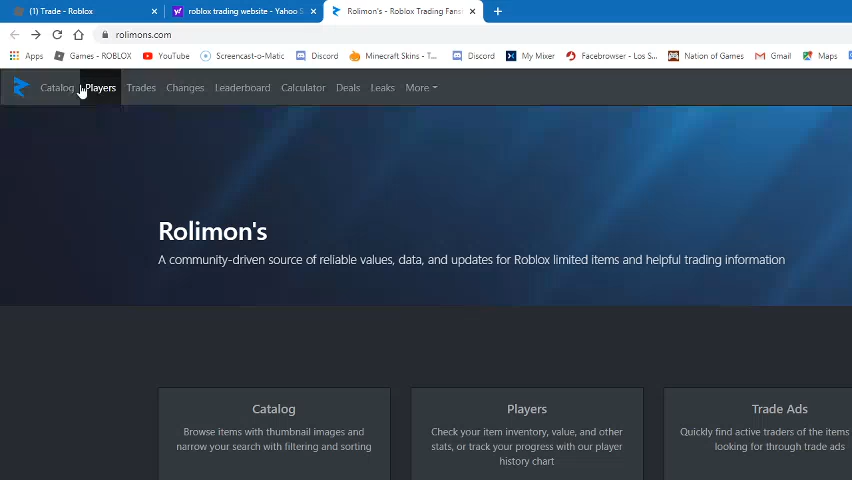 (1) Trade - Roblox
roblox trading website - Yahoo S
Rolimon's - Roblox Trading Fans
rolimons.com
Apps Games - ROBLOX YouTube Screencast-o-Matic Discord Minecraft Skins - T... Discord My Mixer Facebrowser - Los S... Nation of Games Gmail Maps
Catalog Players Trades Changes Leaderboard Calculator Deals Leaks More
Rolimon's
A community-driven source of reliable values, data, and updates for Roblox limited items and helpful trading information
Catalog
Browse items with thumbnail images and
narrow your search with filtering and sorting
Players
Check your item inventory, value, and other
stats, or track your progress with our player
history chart
Trade Ads
Quickly find active traders of the items
looking for through trade ads